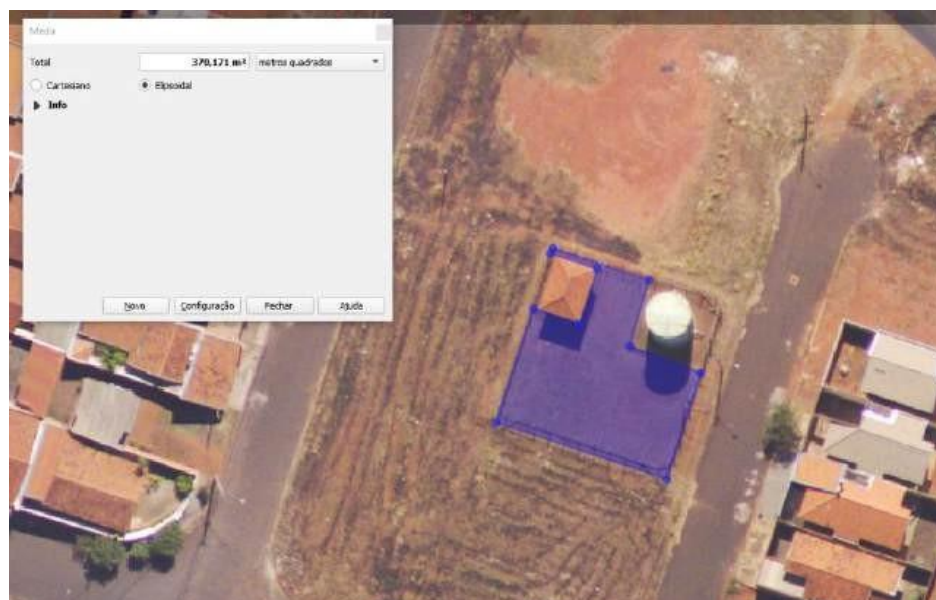 Medir
Total 370,171 m² metros quadrados
Cartesiano Elipsoidal
Info
Novo Configuração Fechar Ajuda